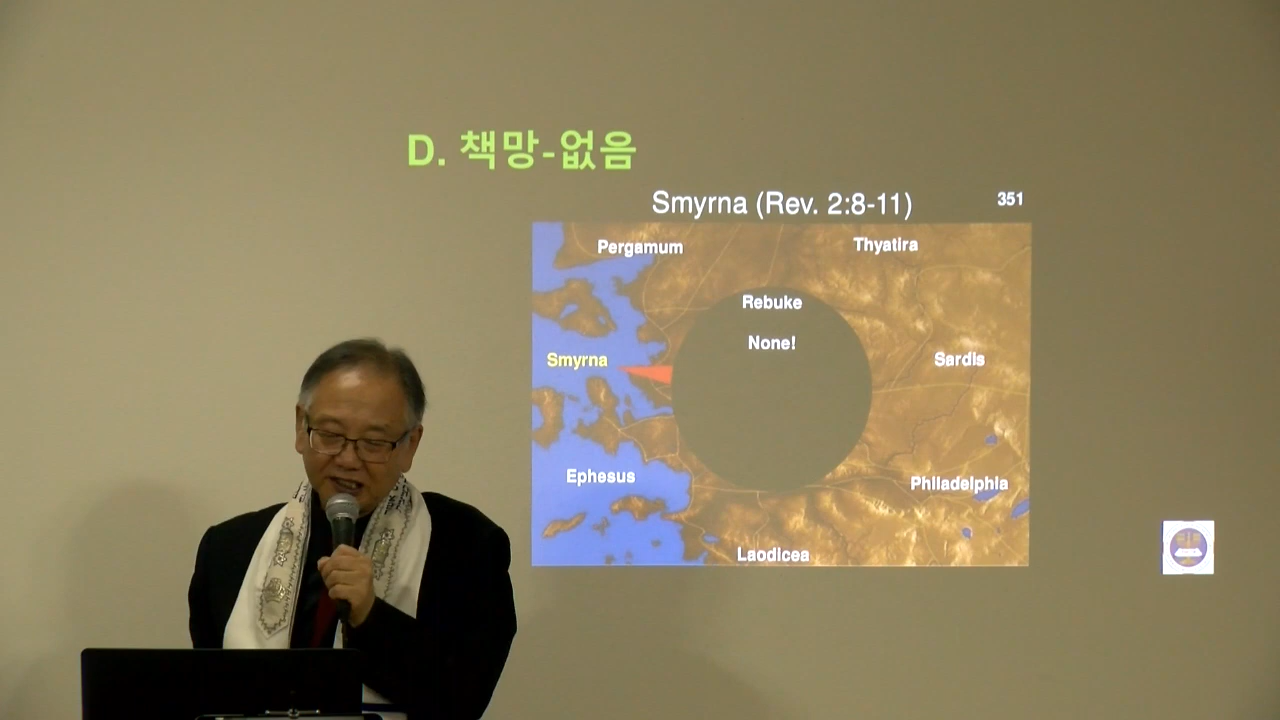 D. 책망-없음
Smyrna (Rev. 2:8-11)
351
Pergamum
Thyatira
Rebuke
None!
Smyrna
Sardis
Ephesus
Philadelphia
Laodicea